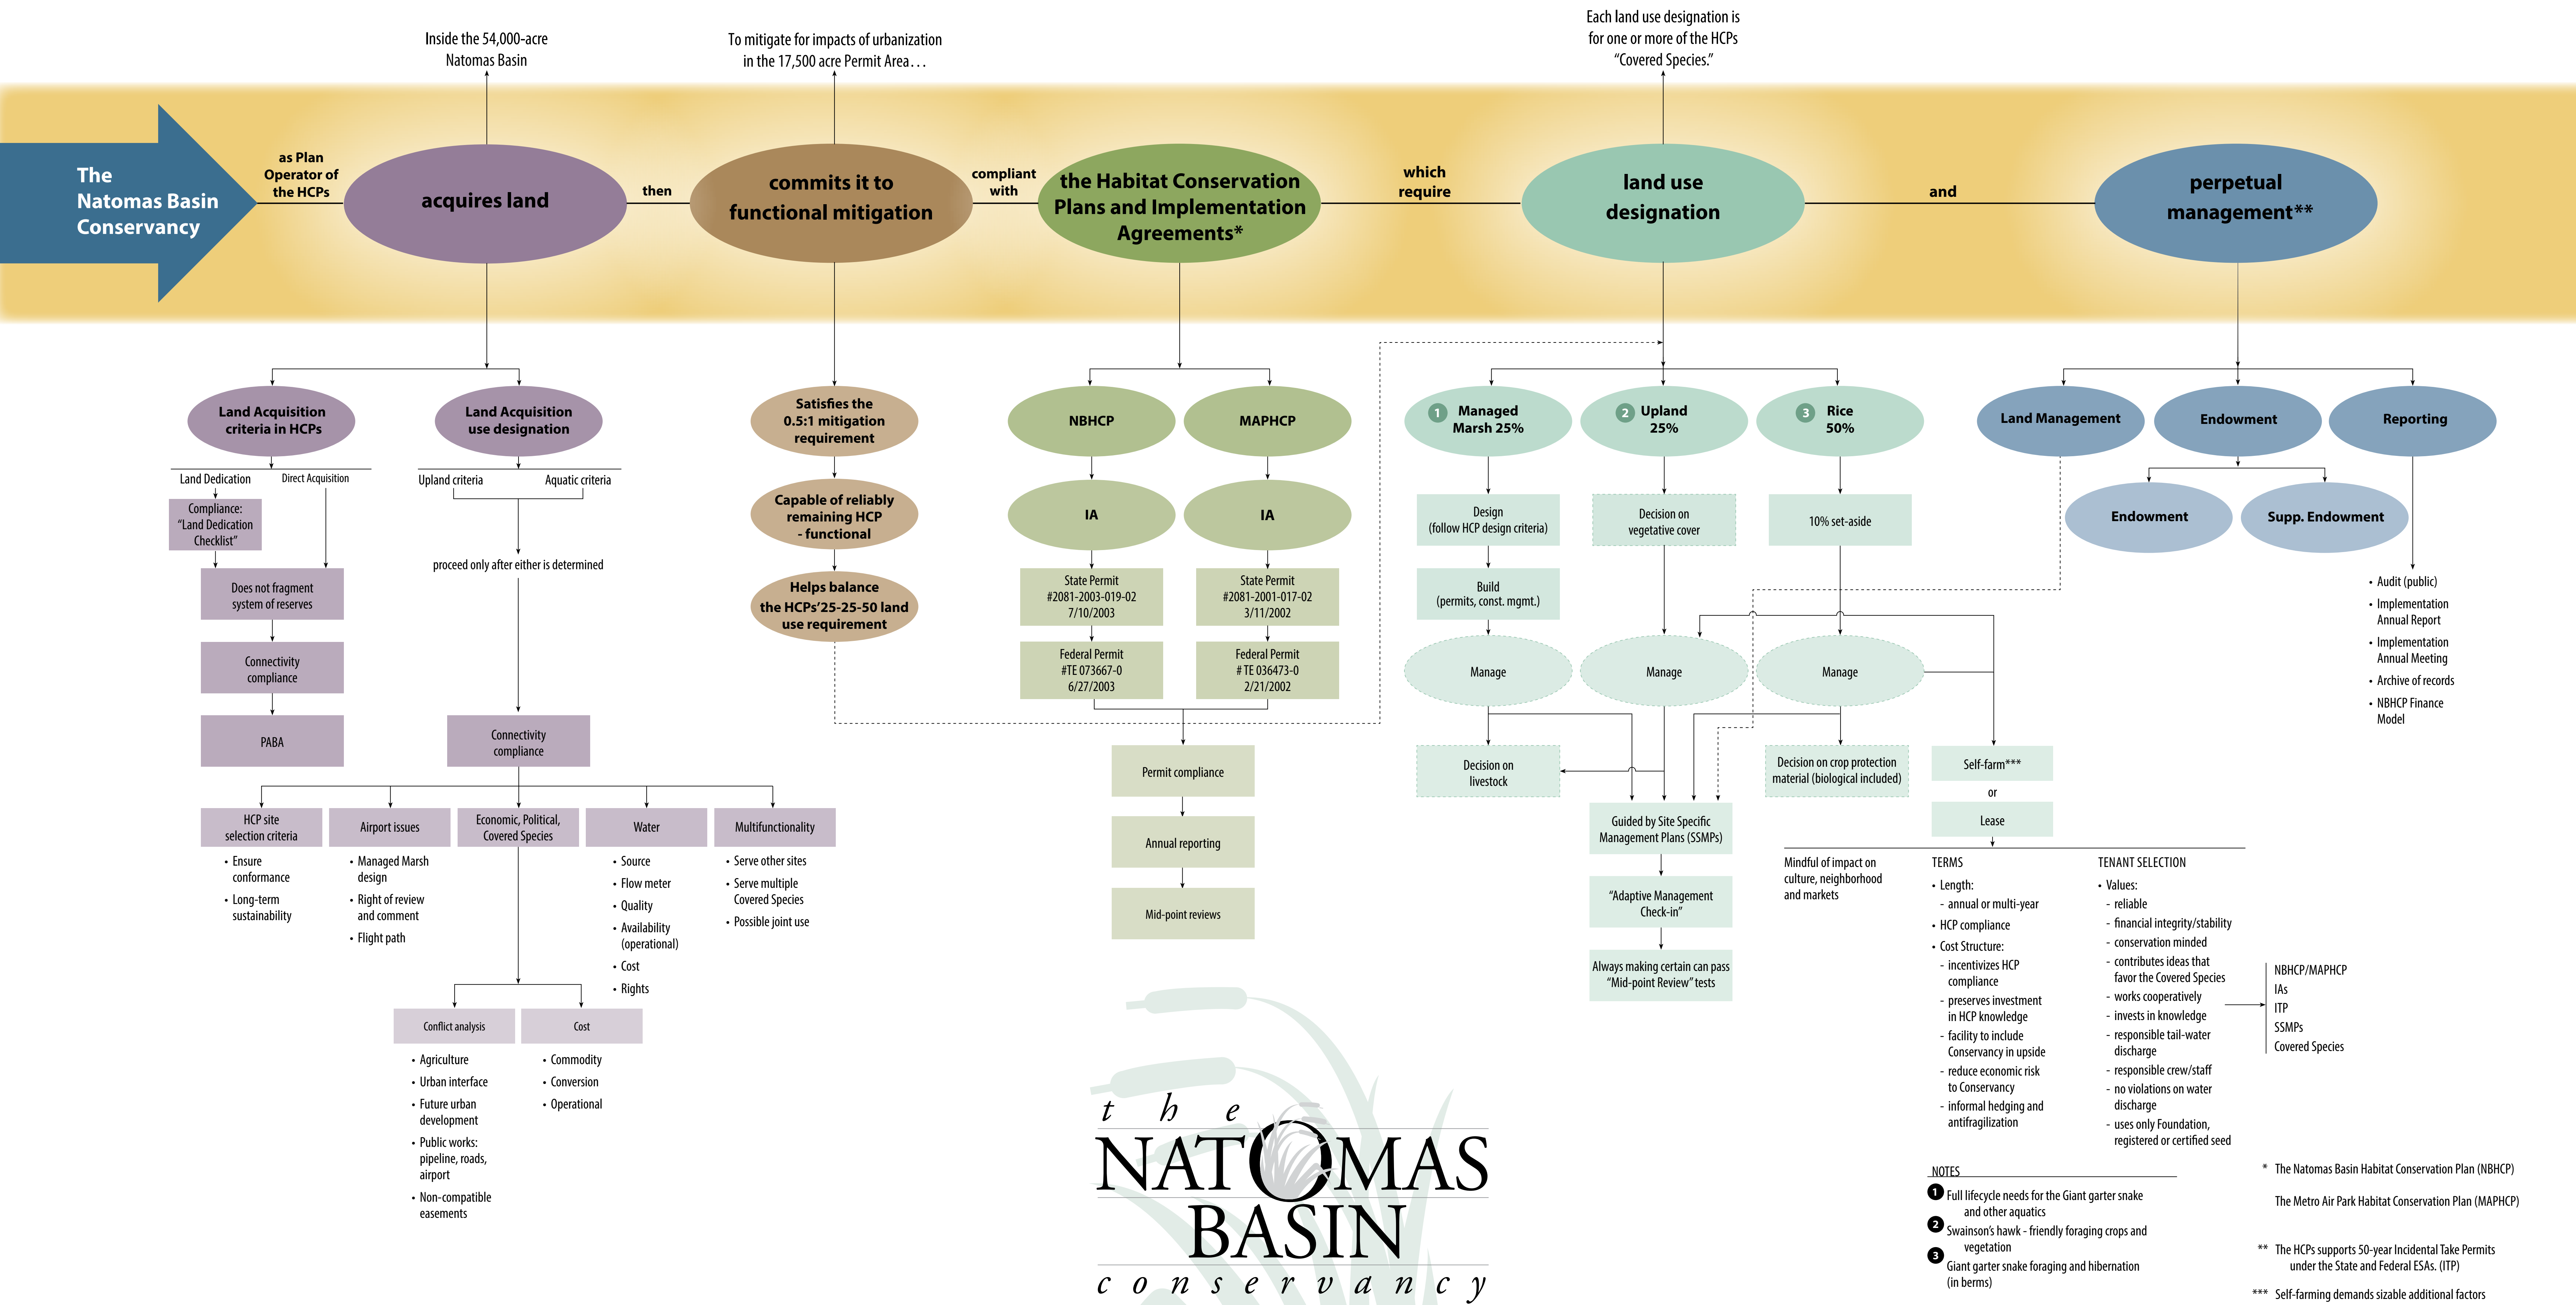 Inside the 54,000-acre
Natomas Basin
To mitigate for impacts of urbanization
in the 17,500 acre Permit Area…
Each land use designation is
for one or more of the HCPs
“Covered Species.”
The
Natomas Basin
Conservancy
as Plan
Operator of
the HCPs
acquires land
then
commits it to
functional mitigation
compliant
with
the Habitat Conservation
Plans and Implementation
Agreements*
which
require
land use
designation
and
perpetual
management**
Land Acquisition
criteria in HCPs
Land Dedication
Direct Acquisition
Compliance:
“Land Dedication
Checklist”
Does not fragment
system of reserves
Connectivity
compliance
PABA
Land Acquisition
use designation
Upland criteria
Aquatic criteria
proceed only after either is determined
Connectivity
compliance
HCP site
selection criteria
• Ensure
conformance
• Long-term
sustainability
Airport issues
• Managed Marsh
design
• Right of review
and comment
• Flight path
Economic, Political,
Covered Species
Water
• Source
• Flow meter
• Quality
• Availability
(operational)
• Cost
• Rights
Multifunctionality
• Serve other sites
• Serve multiple
Covered Species
• Possible joint use
Conflict analysis
• Agriculture
• Urban interface
• Future urban
development
• Public works:
pipeline, roads,
airport
• Non-compatible
easements
Cost
• Commodity
• Conversion
• Operational
Satisfies the
0.5:1 mitigation
requirement
Capable of reliably
remaining HCP
- functional
Helps balance
the HCPs’25-25-50 land
use requirement
NBHCP
IA
State Permit
#2081-2003-019-02
7/10/2003
Federal Permit
#TE 073667-0
6/27/2003
MAPHCP
IA
State Permit
#2081-2001-017-02
3/11/2002
Federal Permit
# TE 036473-0
2/21/2002
Permit compliance
Annual reporting
Mid-point reviews
1 Managed
Marsh 25%
Design
(follow HCP design criteria)
Build
(permits, const. mgmt.)
Manage
Decision on
livestock
2 Upland
25%
Decision on
vegetative cover
Manage
3 Rice
50%
10% set-aside
Manage
Decision on crop protection
material (biological included)
Guided by Site Specific
Management Plans (SSMPs)
“Adaptive Management
Check-in”
Always making certain can pass
“Mid-point Review” tests
Self-farm***
or
Lease
Mindful of impact on
culture, neighborhood
and markets
TERMS
• Length:
- annual or multi-year
• HCP compliance
• Cost Structure:
- incentivizes HCP
compliance
- preserves investment
in HCP knowledge
- facility to include
Conservancy in upside
- reduce economic risk
to Conservancy
- informal hedging and
antifragilization
TENANT SELECTION
• Values:
- reliable
- financial integrity/stability
- conservation minded
- contributes ideas that
favor the Covered Species
- works cooperatively
- invests in knowledge
- responsible tail-water
discharge
- responsible crew/staff
- no violations on water
discharge
- uses only Foundation,
registered or certified seed
NBHCP/MAPHCP
IAs
ITP
SSMPs
Covered Species
Land Management
Endowment
Endowment
Supp. Endowment
Reporting
• Audit (public)
• Implementation
Annual Report
• Implementation
Annual Meeting
• Archive of records
• NBHCP Finance
Model
the
NATOMAS
BASIN
conservancy
NOTES
1 Full lifecycle needs for the Giant garter snake
and other aquatics
2 Swainson’s hawk - friendly foraging crops and
vegetation
3 Giant garter snake foraging and hibernation
(in berms)
* The Natomas Basin Habitat Conservation Plan (NBHCP)
The Metro Air Park Habitat Conservation Plan (MAPHCP)
** The HCPs supports 50-year Incidental Take Permits
under the State and Federal ESAs. (ITP)
*** Self-farming demands sizable additional factors